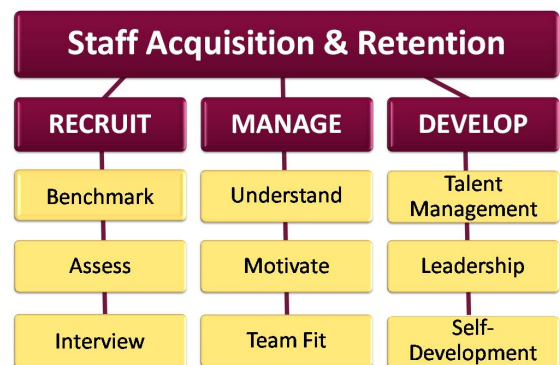 Staff Acquisition & Retention
RECRUIT
MANAGE
DEVELOP
Benchmark
Understand
Talent
Management
Assess
Motivate
Leadership
Interview
Team Fit
Self-
Development